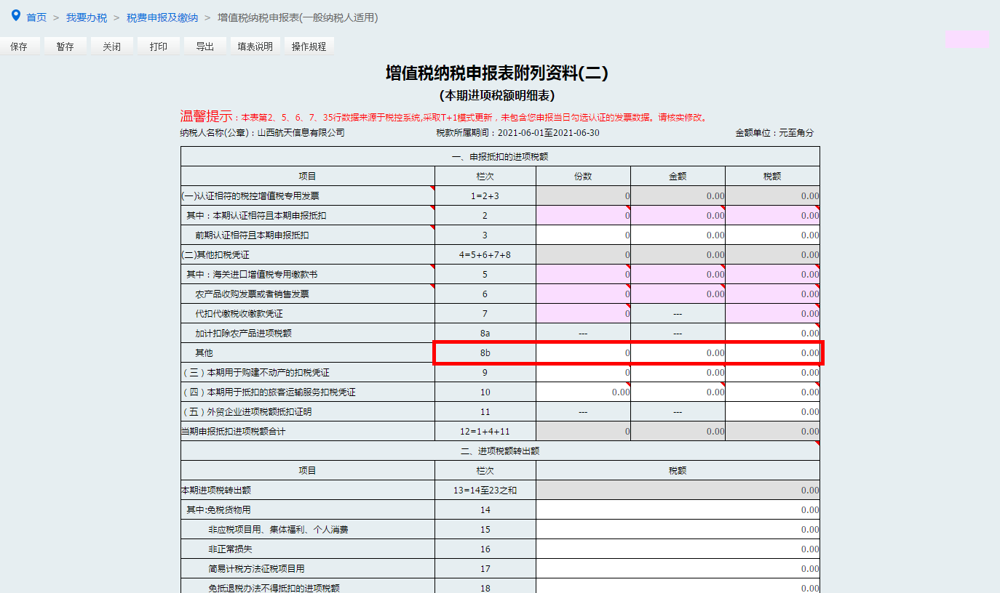 首页 > 我要办税 > 税费申报及缴纳 > 增值税纳税申报表(一般纳税人适用)
保存 暂存 关闭 打印 导出 填表说明 操作规程
增值税纳税申报表附列资料(二)
(本期进项税额明细表)
温馨提示：本表第2、5、6、7、35行数据来源于税控系统,采取T+1模式更新，未包含您申报当日勾选认证的发票数据。请核实修改。
纳税人名称(公章)：山西航天信息有限公司 税款所属期间：2021-06-01至2021-06-30 金额单位：元至角分
一、申报抵扣的进项税额
项目 栏次 份数 金额 税额
(一)认证相符的税控增值税专用发票 1=2+3 0 0.00 0.00
其中：本期认证相符且本期申报抵扣 2 0 0.00 0.00
前期认证相符且本期申报抵扣 3 0 0.00 0.00
(二)其他扣税凭证 4=5+6+7+8 0 0.00 0.00
其中：海关进口增值税专用缴款书 5 0 0.00 0.00
农产品收购发票或者销售发票 6 0 0.00 0.00
代扣代缴税收缴款凭证 7 0 --- 0.00
加计扣除农产品进项税额 8a --- --- 0.00
其他 8b 0 0.00 0.00
（三）本期用于购建不动产的扣税凭证 9 0 0.00 0.00
（四）本期用于抵扣的旅客运输服务扣税凭证 10 0.00 0.00 0.00
（五）外贸企业进项税额抵扣证明 11 --- --- 0.00
当期申报抵扣进项税额合计 12=1+4+11 0 0.00 0.00
二、进项税额转出额
项目 栏次 税额
本期进项税转出额 13=14至23之和 0.00
其中:免税货物用 14 0.00
非应税项目用、集体福利、个人消费 15 0.00
非正常损失 16 0.00
简易计税方法征税项目用 17 0.00
免抵退税办法不得抵扣的进项税额 18 0.00